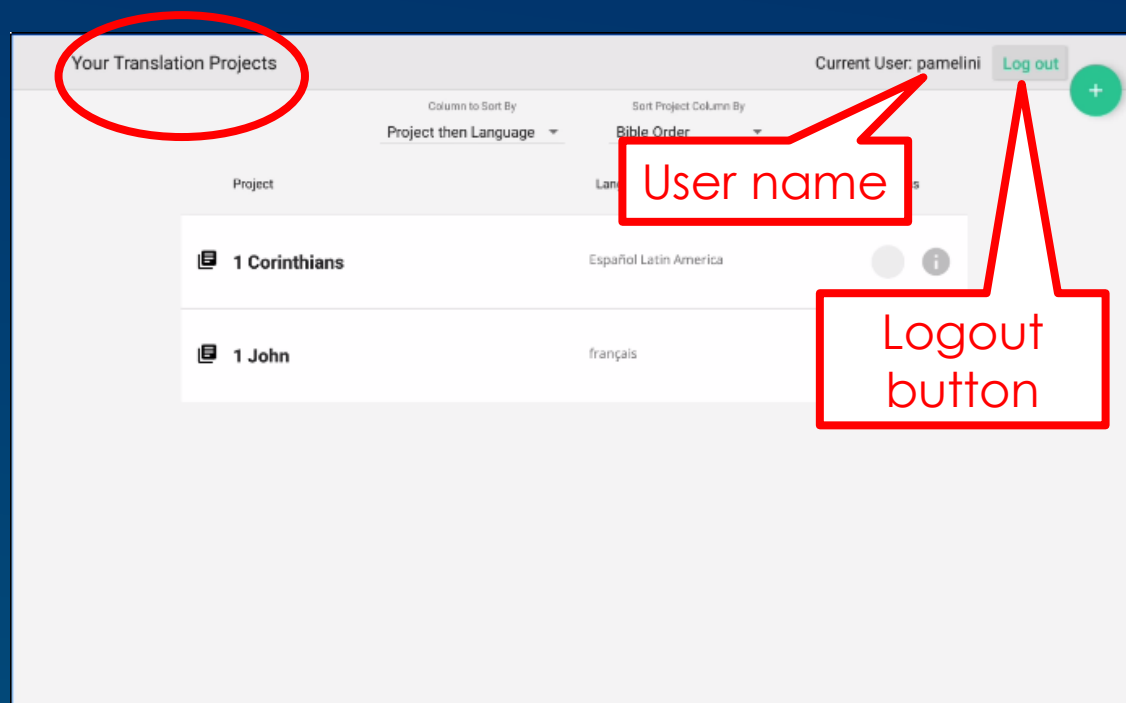 Your Translation Projects
Current User: pamelini
Log out
+
Column to Sort By
Sort Project Column By
Project then Language
Bible Order
User name
Project
1 Corinthians
Español Latin America
Logout
button
1 John
français